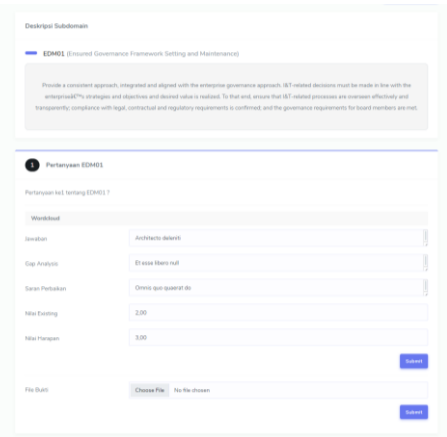 Deskripsi Subdomain
EDM01 (Ensured Governance Framework Setting and Maintenance)
Provide a consistent approach, integrated and aligned with the enterprise governance approach. I&T-related decisions must be made in line with the
enterpriseâ€™s strategies and objectives and desired value is realized. To that end, ensure that I&T-related processes are overseen effectively and
transparently; compliance with legal, contractual and regulatory requirements is confirmed; and the governance requirements for board members are met.
1 Pertanyaan EDM01
Pertanyaan ke1 tentang EDM01 ?
Jawaban Architecto deleniti
Gap Analysis Et esse libero null
Saran Perbaikan Omnis quo quaerat do
Nilai Existing 2,00
Nilai Harapan 3,00
Submit
File Bukti Choose File No file chosen
Submit